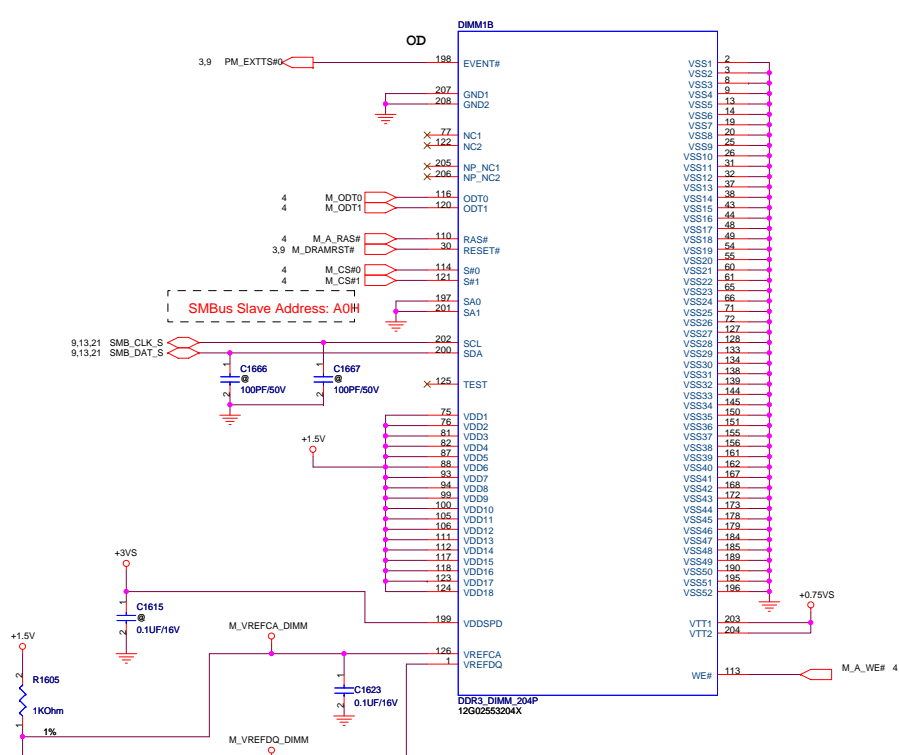 DIMM1B
OD
3,9 PM_EXTTS#0 198 EVENT#
207 GND1
208 GND2
77 NC1
122 NC2
205 NP_NC1
206 NP_NC2
4 M_ODT0 116 ODT0
4 M_ODT1 120 ODT1
4 M_A_RAS# 110 RAS#
3,9 M_DRAMRST# 30 RESET#
4 M_CS#0 114 S#0
4 M_CS#1 121 S#1
SMBus Slave Address: A0H
197 SA0
201 SA1
9,13,21 SMB_CLK_S 202 SCL
9,13,21 SMB_DAT_S 200 SDA
1 C1666 @ 100PF/50V 2
1 C1667 @ 100PF/50V 2
125 TEST
+1.5V
75 VDD1
76 VDD2
81 VDD3
82 VDD4
87 VDD5
88 VDD6
93 VDD7
94 VDD8
99 VDD9
100 VDD10
105 VDD11
106 VDD12
111 VDD13
112 VDD14
117 VDD15
118 VDD16
123 VDD17
124 VDD18
+3VS
1 C1615 @ 0.1UF/16V 2
199 VDDSPD
M_VREFCA_DIMM
126 VREFCA
1 VREFDQ
+1.5V
2 R1605 1KOhm 1 1%
1 C1623 0.1UF/16V 2
M_VREFDQ_DIMM
VSS1 2
VSS2 3
VSS3 8
VSS4 9
VSS5 13
VSS6 14
VSS7 19
VSS8 20
VSS9 25
VSS10 26
VSS11 31
VSS12 32
VSS13 37
VSS14 38
VSS15 43
VSS16 44
VSS17 48
VSS18 49
VSS19 54
VSS20 55
VSS21 60
VSS22 61
VSS23 65
VSS24 66
VSS25 71
VSS26 72
VSS27 127
VSS28 128
VSS29 133
VSS30 134
VSS31 138
VSS32 139
VSS33 144
VSS34 145
VSS35 150
VSS36 151
VSS37 155
VSS38 156
VSS39 161
VSS40 162
VSS41 167
VSS42 168
VSS43 172
VSS44 173
VSS45 178
VSS46 179
VSS47 184
VSS48 185
VSS49 189
VSS50 190
VSS51 195
VSS52 196
+0.75VS
VTT1 203
VTT2 204
WE# 113 M_A_WE# 4
DDR3_DIMM_204P
12G02553204X